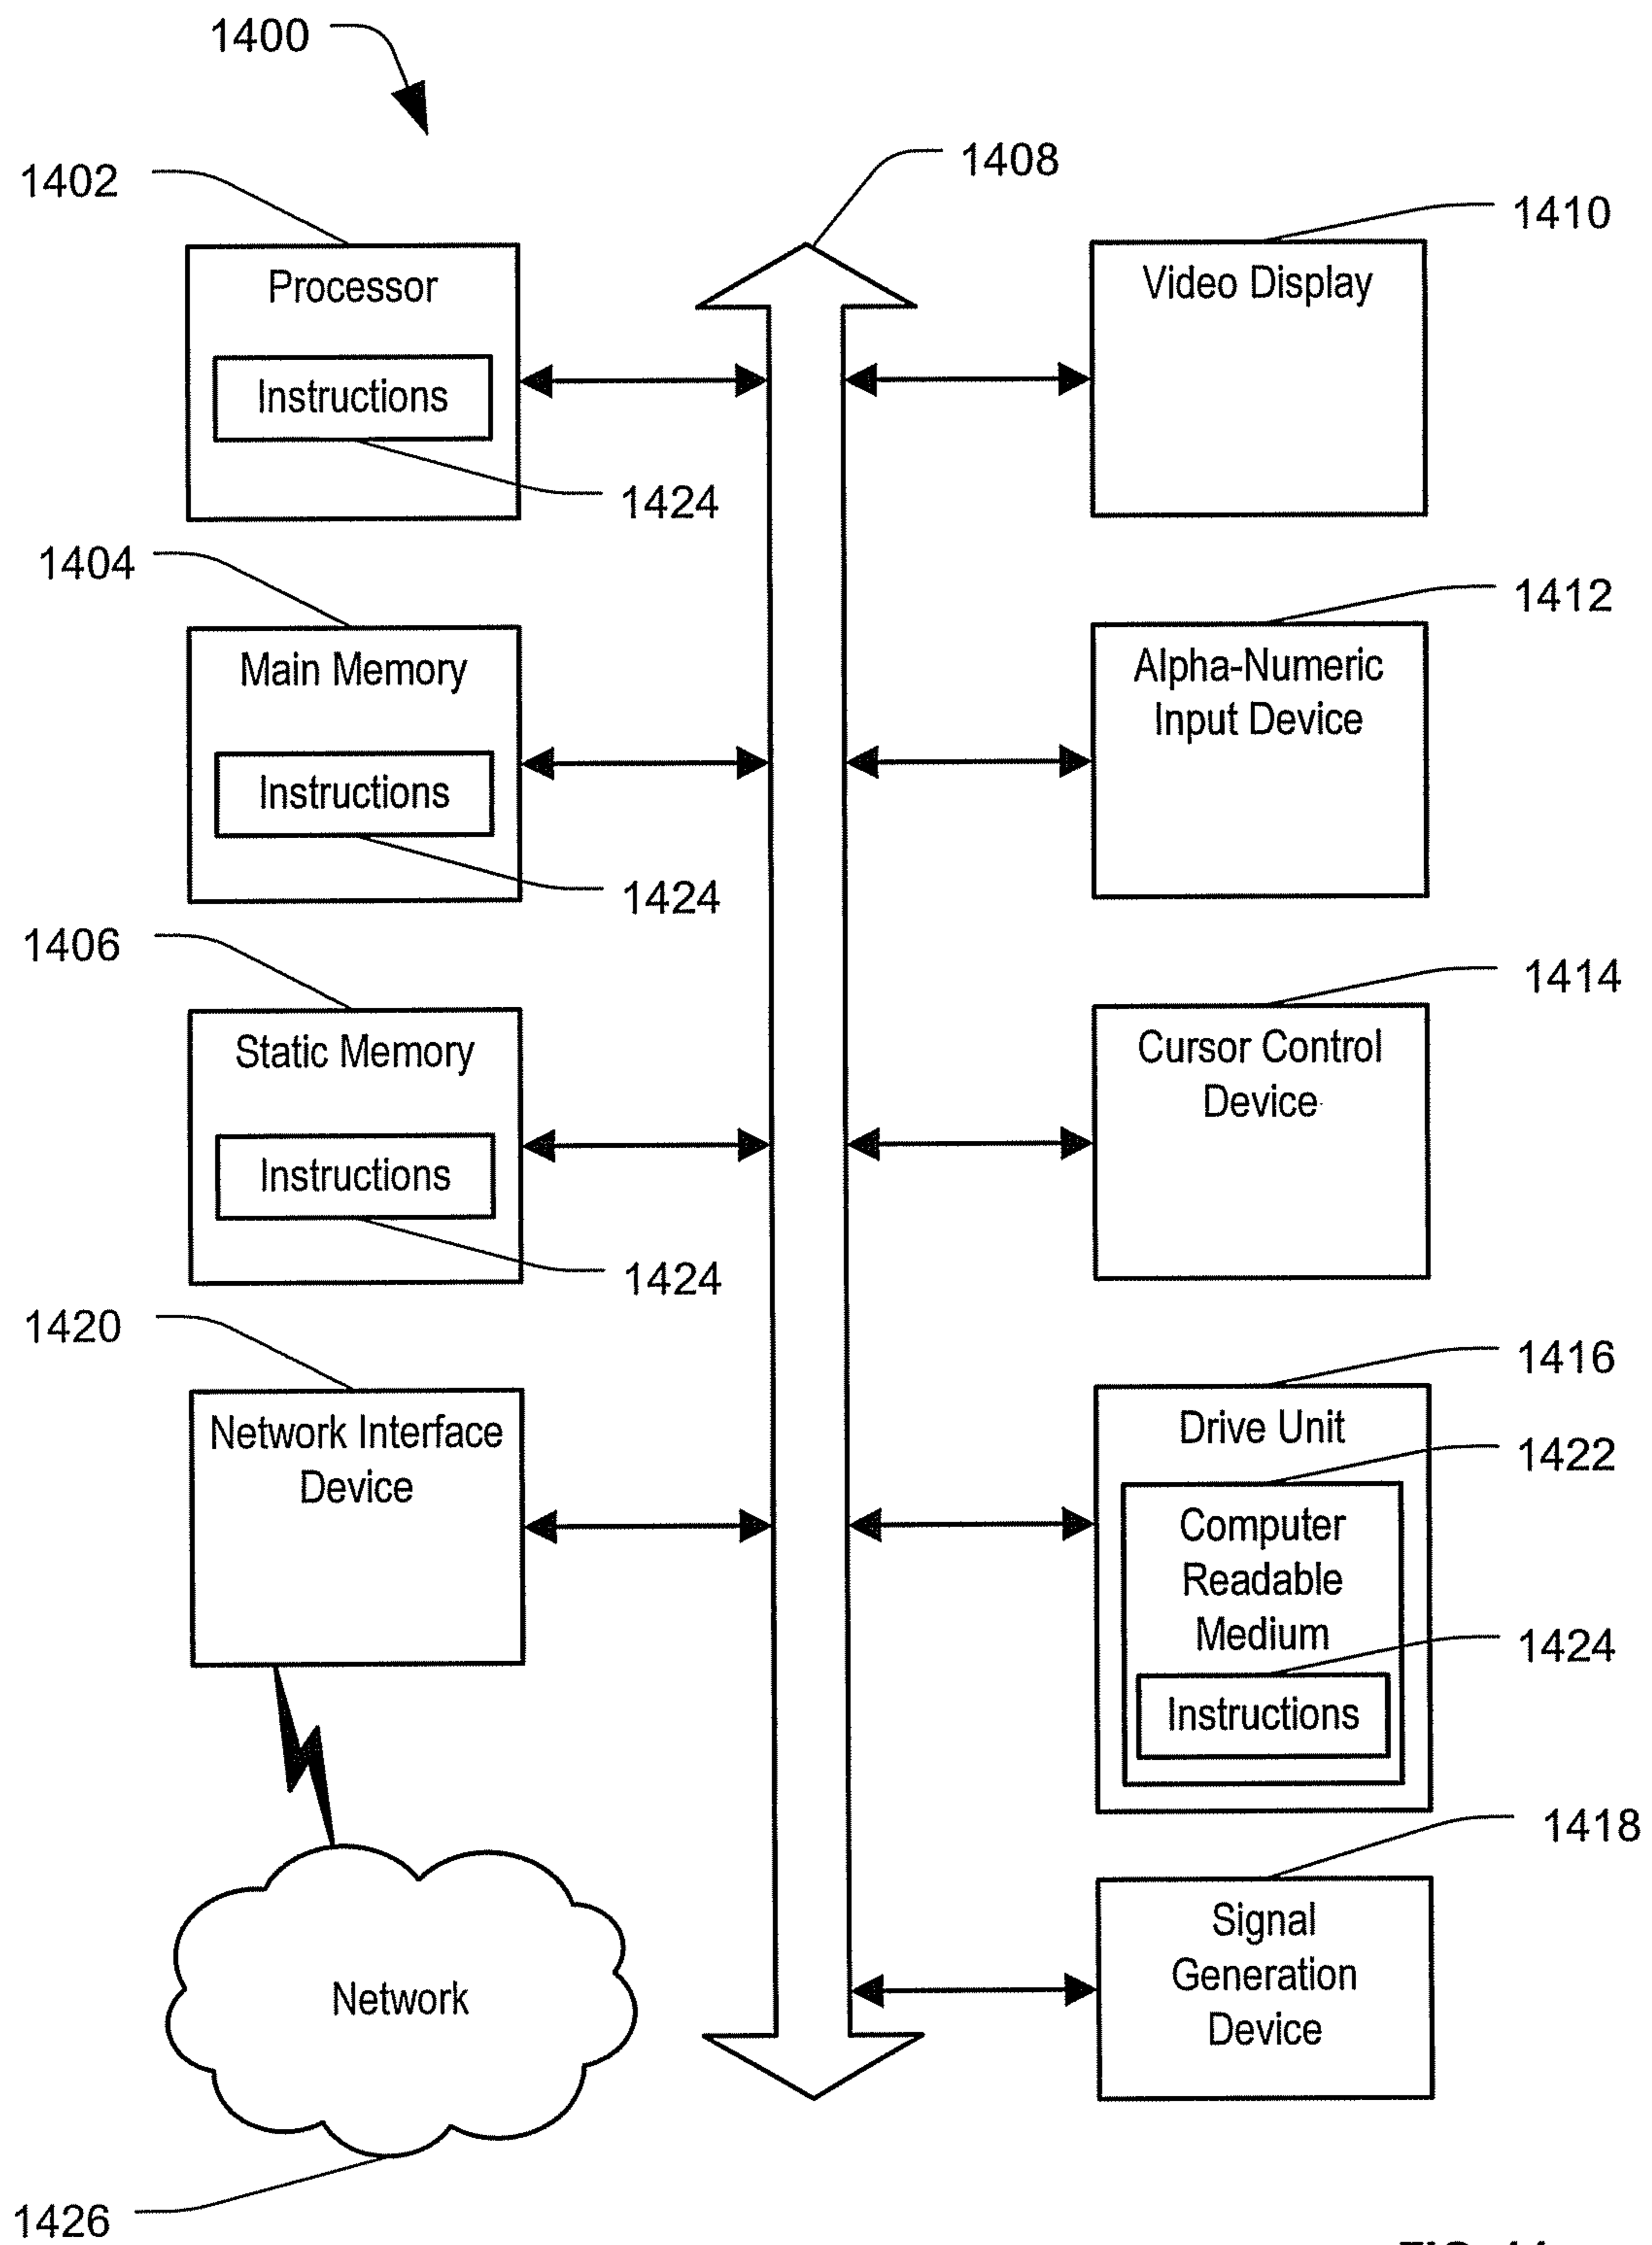 1400
1408
1402
1410
Processor
Instructions
1424
Video Display
1404
1412
Main Memory
Instructions
1424
Alpha-Numeric
Input Device
1406
1414
Static Memory
Instructions
1424
Cursor Control
Device
1420
1416
Network Interface
Device
Drive Unit
1422
Computer
Readable
Medium
1424
Instructions
1418
Signal
Generation
Device
Network
1426